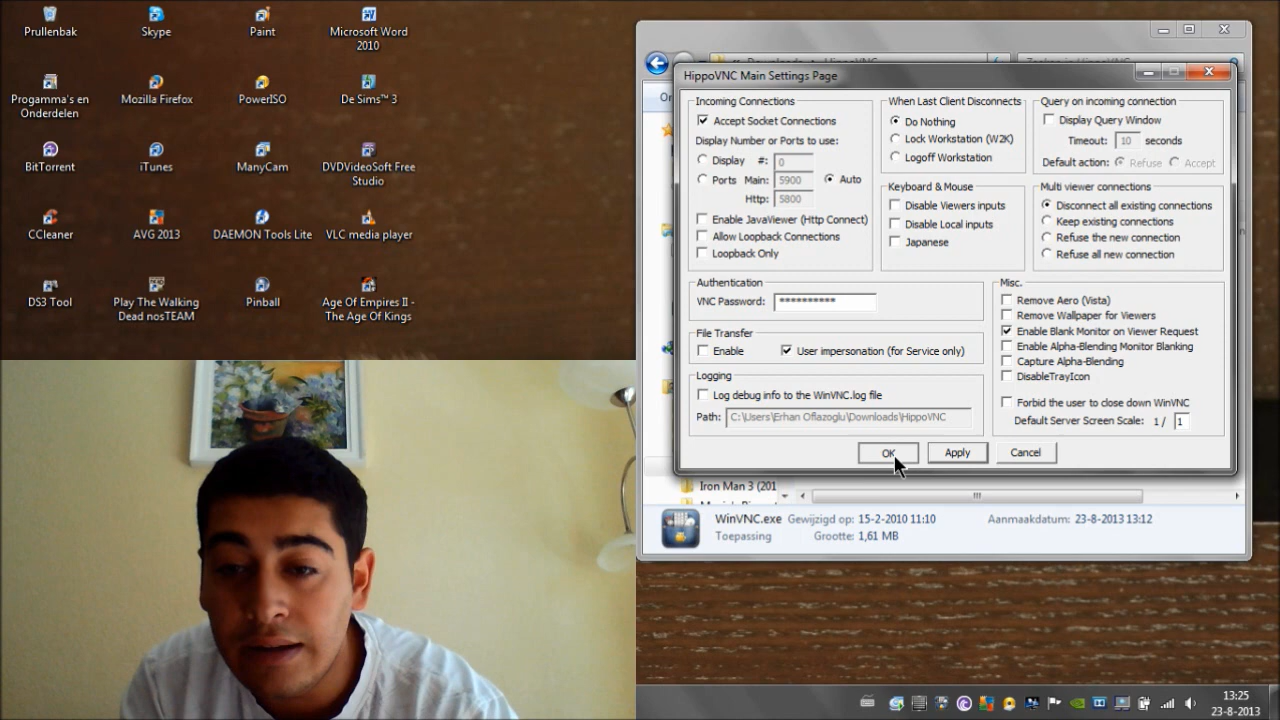 Prullenbak
Skype
Paint
Microsoft Word
2010
Progamma's en
Onderdelen
Mozilla Firefox
PowerISO
De Sims™ 3
BitTorrent
iTunes
ManyCam
DVDVideoSoft Free
Studio
CCleaner
AVG 2013
DAEMON Tools Lite
VLC media player
DS3 Tool
Play The Walking
Dead nosTEAM
Pinball
Age Of Empires II -
The Age Of Kings
HippoVNC Main Settings Page
Incoming Connections
Accept Socket Connections
Display Number or Ports to use:
Display #: 0
Ports Main: 5900 Auto
Http: 5800
Enable JavaViewer (Http Connect)
Allow Loopback Connections
Loopback Only
When Last Client Disconnects
Do Nothing
Lock Workstation (W2K)
Logoff Workstation
Keyboard & Mouse
Disable Viewers inputs
Disable Local inputs
Japanese
Query on incoming connection
Display Query Window
Timeout: 10 seconds
Default action: Refuse Accept
Multi viewer connections
Disconnect all existing connections
Keep existing connections
Refuse the new connection
Refuse all new connection
Authentication
VNC Password: **********
File Transfer
Enable User impersonation (for Service only)
Logging
Log debug info to the WinVNC.log file
Path: C:\Users\Erhan Oflazoglu\Downloads\HippoVNC
Misc.
Remove Aero (Vista)
Remove Wallpaper for Viewers
Enable Blank Monitor on Viewer Request
Enable Alpha-Blending Monitor Blanking
Capture Alpha-Blending
DisableTrayIcon
Forbid the user to close down WinVNC
Default Server Screen Scale: 1 / 1
OK Apply Cancel
Iron Man 3 (201
WinVNC.exe Gewijzigd op: 15-2-2010 11:10 Aanmaakdatum: 23-8-2013 13:12
Toepassing Grootte: 1,61 MB
13:25
23-8-2013